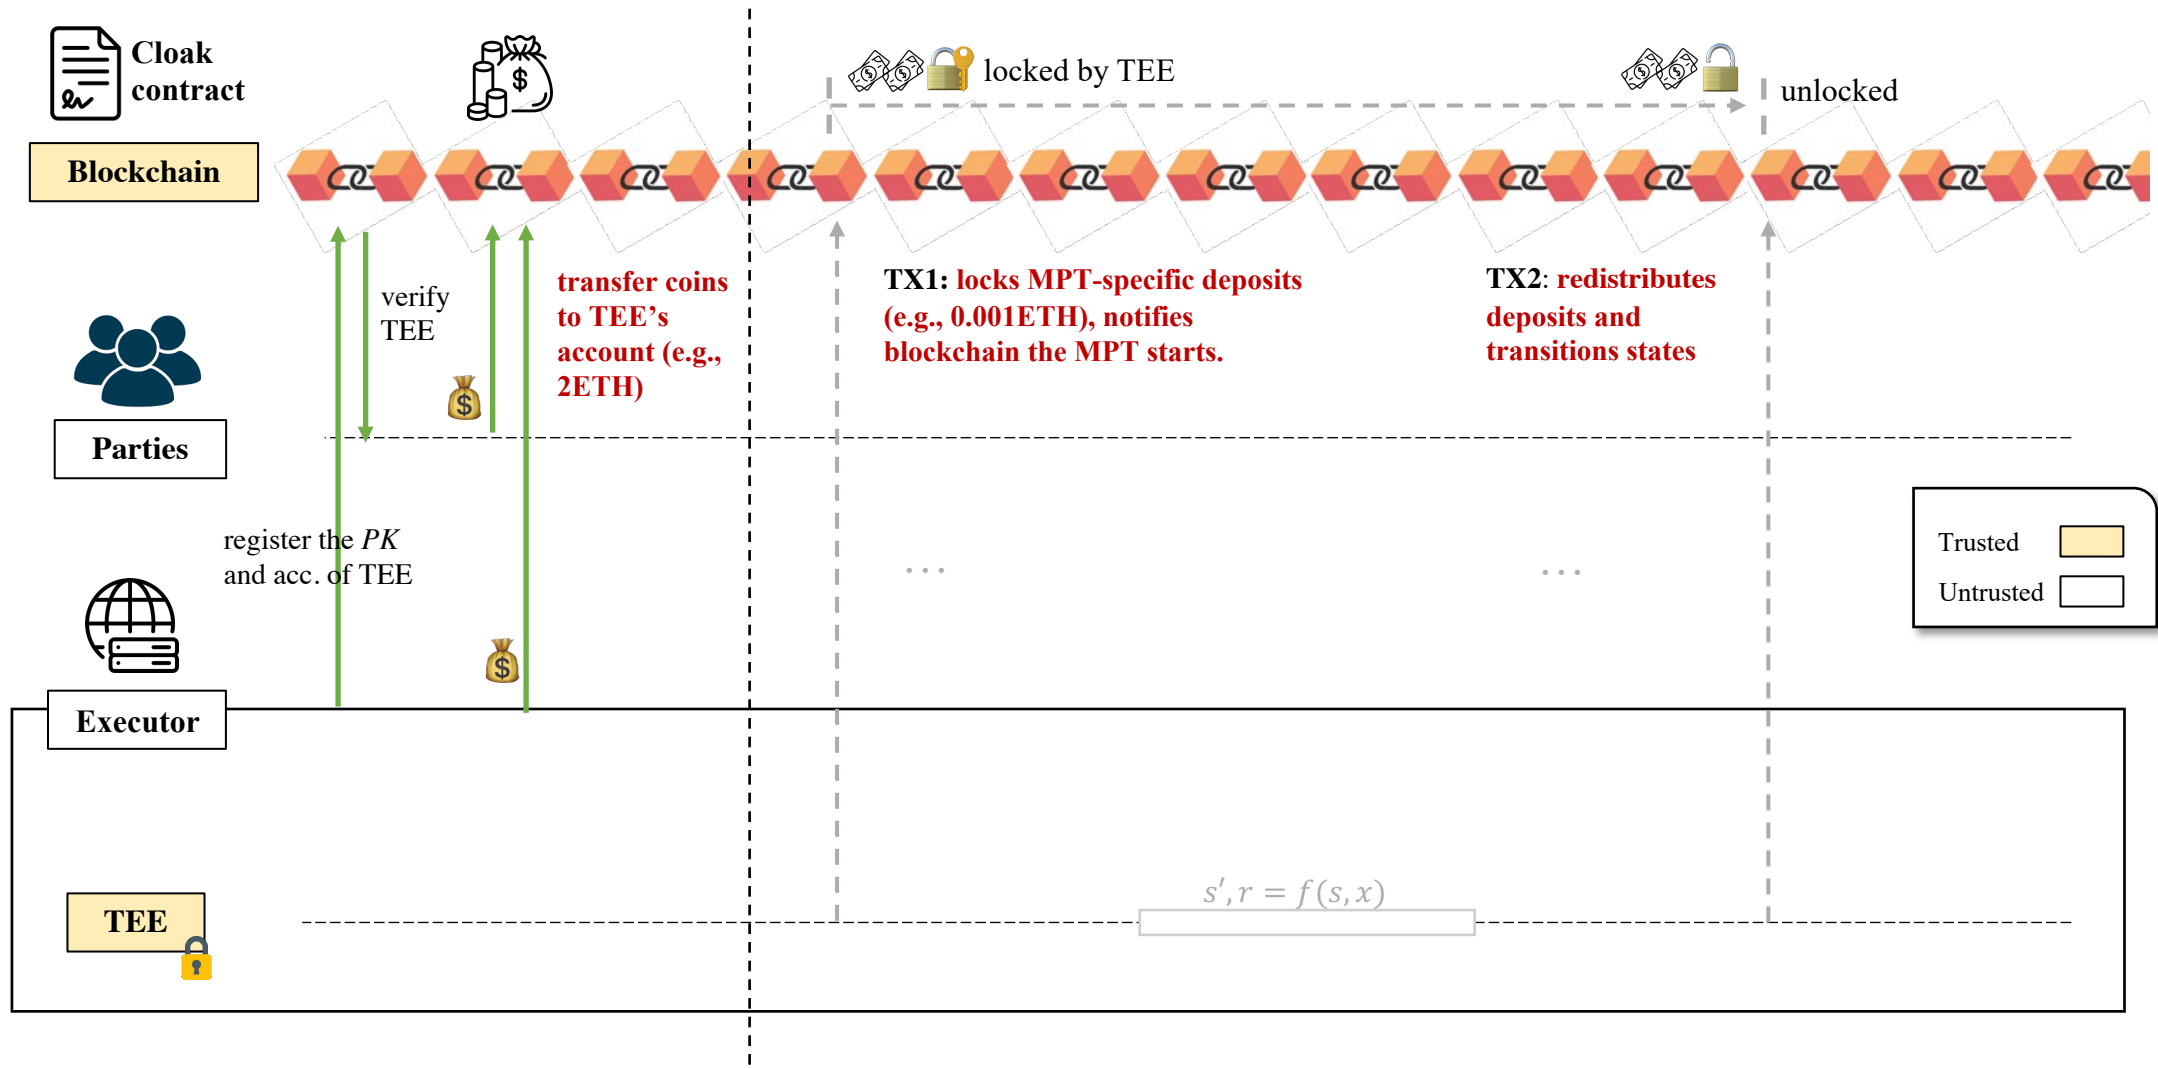 Cloak
contract
locked by TEE
unlocked
Blockchain
verify
TEE
transfer coins
to TEE’s
account (e.g.,
2ETH)
TX1: locks MPT-specific deposits
(e.g., 0.001ETH), notifies
blockchain the MPT starts.
TX2: redistributes
deposits and
transitions states
Parties
register the PK
and acc. of TEE
...
...
Trusted
Untrusted
Executor
s′, r = f(s, x)
TEE